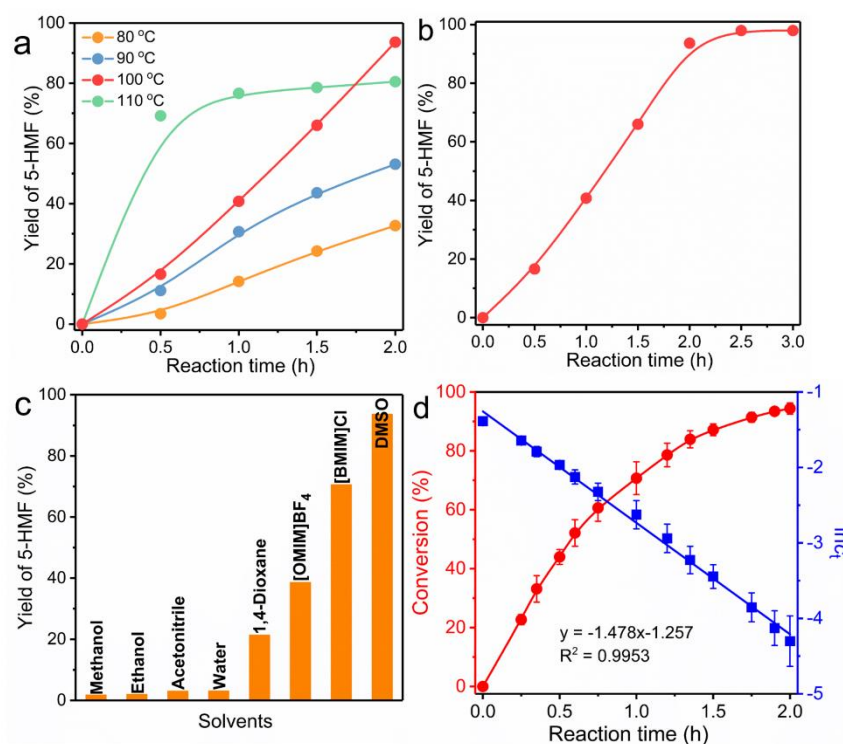 a
80 °C
90 °C
100 °C
110 °C
Yield of 5-HMF (%)
100
80
60
40
20
0
0.0 0.5 1.0 1.5 2.0
Reaction time (h)
b
Yield of 5-HMF (%)
100
80
60
40
20
0
0.0 0.5 1.0 1.5 2.0 2.5 3.0
Reaction time (h)
c
Yield of 5-HMF (%)
100
80
60
40
20
0
Methanol
Ethanol
Acetonitrile
Water
1,4-Dioxane
[OMIM]BF4
[BMIM]Cl
DMSO
Solvents
d
Conversion (%)
100
80
60
40
20
0
y = -1.478x-1.257
R2 = 0.9953
-1
-2
-3
-4
-5
lnct
0.0 0.5 1.0 1.5 2.0
Reaction time (h)